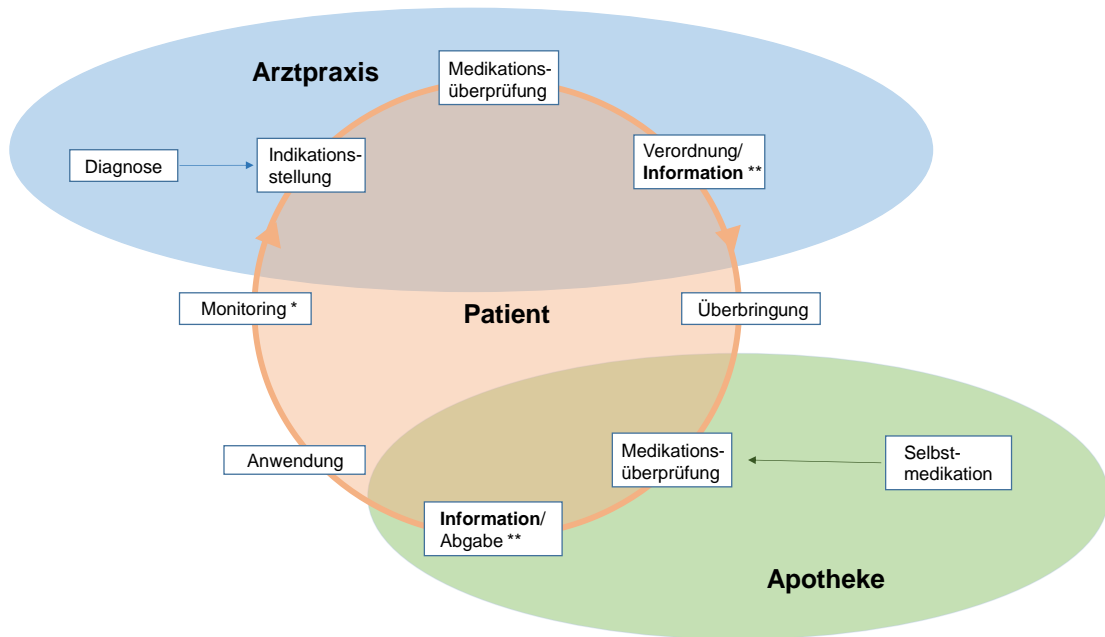 Arztpraxis
Medikations-
überprüfung
Diagnose
Indikations-
stellung
Verordnung/
Information **
Monitoring *
Patient
Überbringung
Anwendung
Medikations-
überprüfung
Selbst-
medikation
Information/
Abgabe **
Apotheke